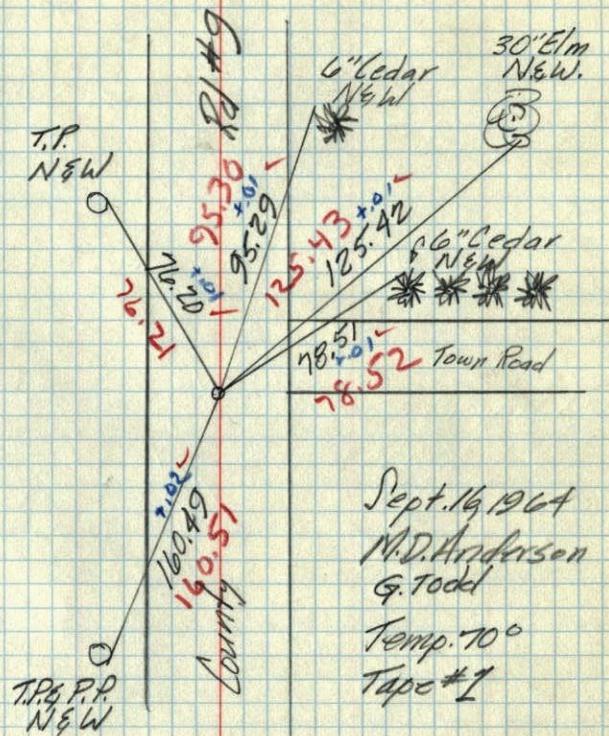 County Rd #9
6" Cedar
N&W
30" Elm
N.&W.
T.P.
N&W
95.30
+.01
95.29
125.43
+.01
125.42
6" Cedar
N&W
76.20
+.01
76.21
78.51
+.01
78.52
Town Road
+.02
160.49
160.51
Sept. 16, 1964
M.D. Anderson
G. Todd
Temp. 70°
Tape #1
T.P. & P.P.
N&W